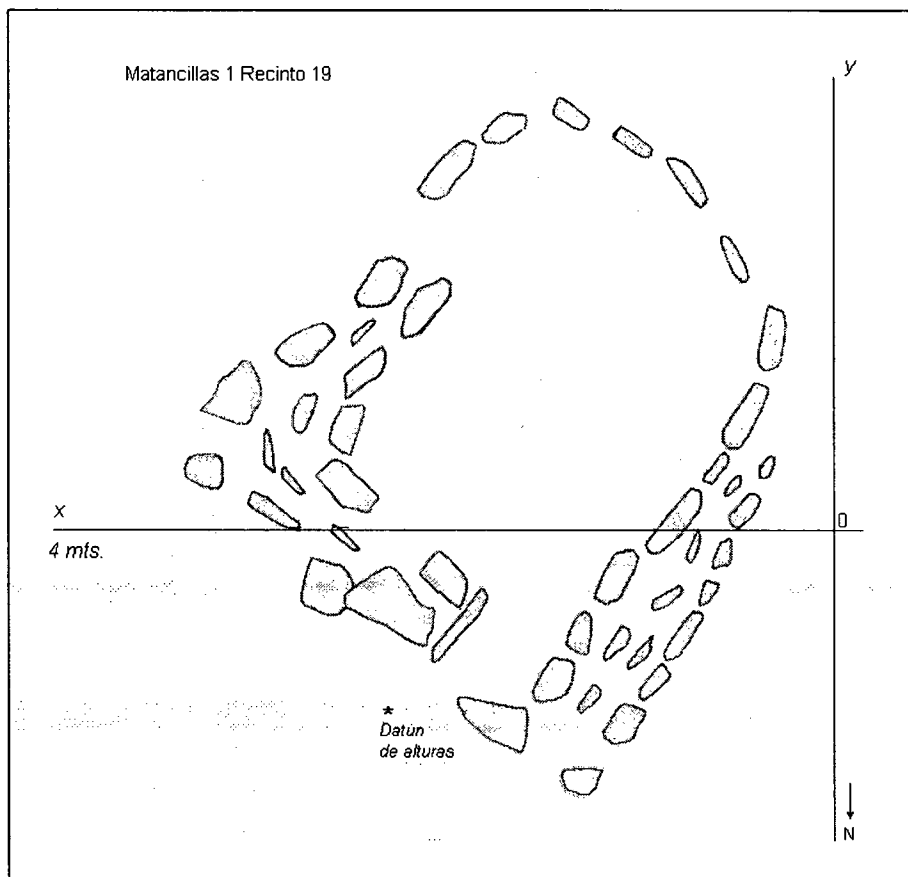 Matancillas 1 Recinto 19
y
x
0
4 mts.
*
Datún
de alturas
N